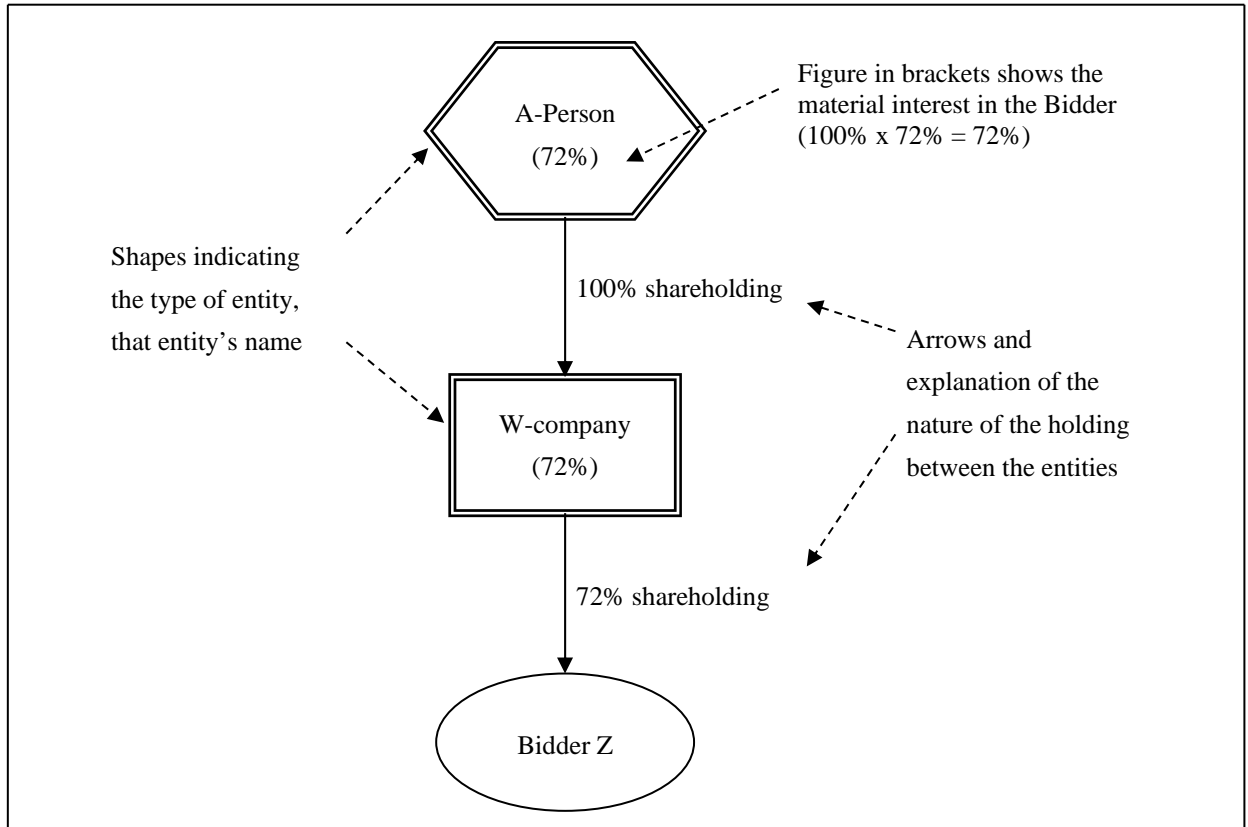 A-Person
(72%)
Figure in brackets shows the
material interest in the Bidder
(100% x 72% = 72%)
Shapes indicating
the type of entity,
that entity’s name
100% shareholding
Arrows and
explanation of the
nature of the holding
between the entities
W-company
(72%)
72% shareholding
Bidder Z